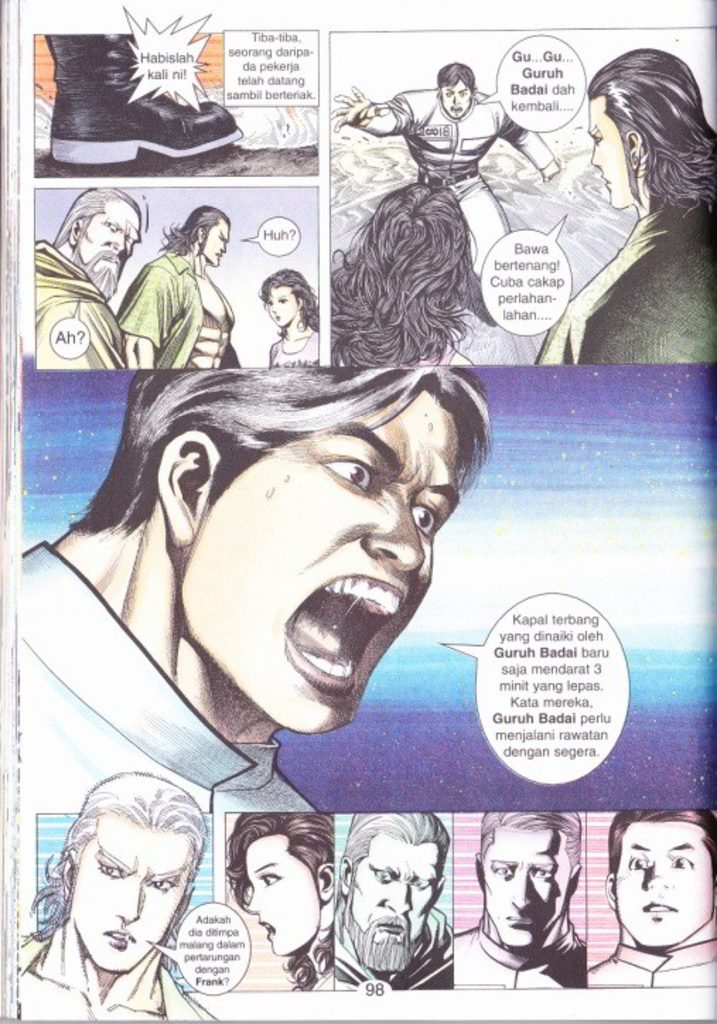 Habislah
kali ni!
Tiba-tiba,
seorang daripa-
da pekerja
telah datang
sambil berteriak.
Gu...Gu...
Guruh
Badai dah
kembali....
Bawa
bertenang!
Cuba cakap
perlahan-
lahan....
Huh?
Ah?
Kapal terbang
yang dinaiki oleh
Guruh Badai baru
saja mendarat 3
minit yang lepas.
Kata mereka,
Guruh Badai perlu
menjalani rawatan
dengan segera.
Adakah
dia ditimpa
malang dalam
pertarungan
dengan
Frank?
98